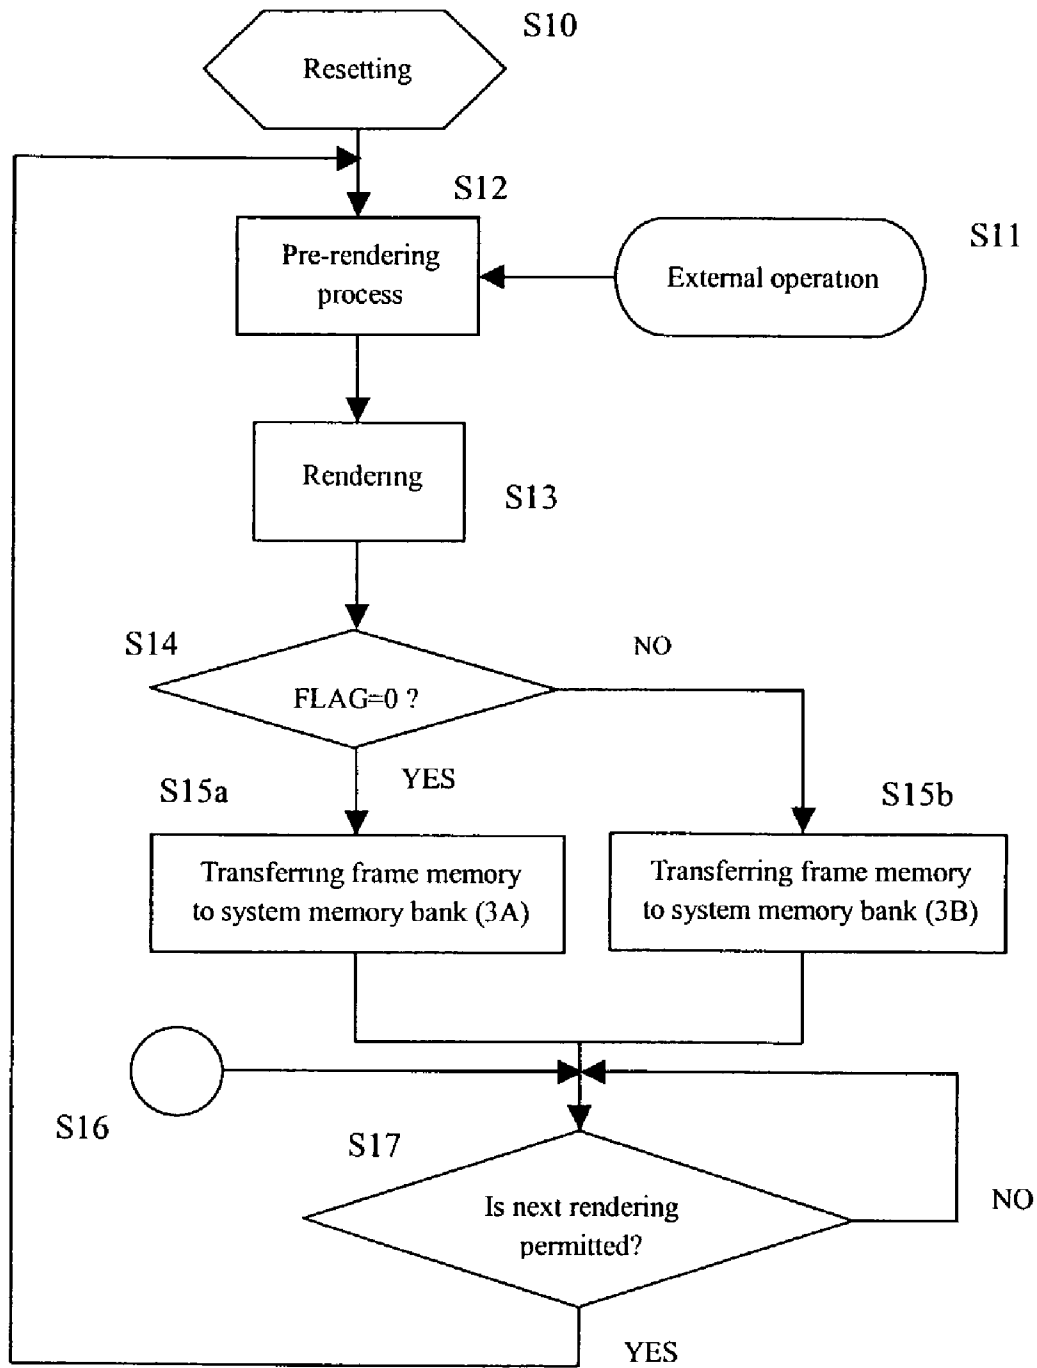 S10
Resetting
S12
Pre-rendering
process
S11
External operation
Rendering
S13
S14
NO
FLAG=0 ?
YES
S15a
S15b
Transferring frame memory
to system memory bank (3A)
Transferring frame memory
to system memory bank (3B)
S16
S17
Is next rendering
permitted?
NO
YES